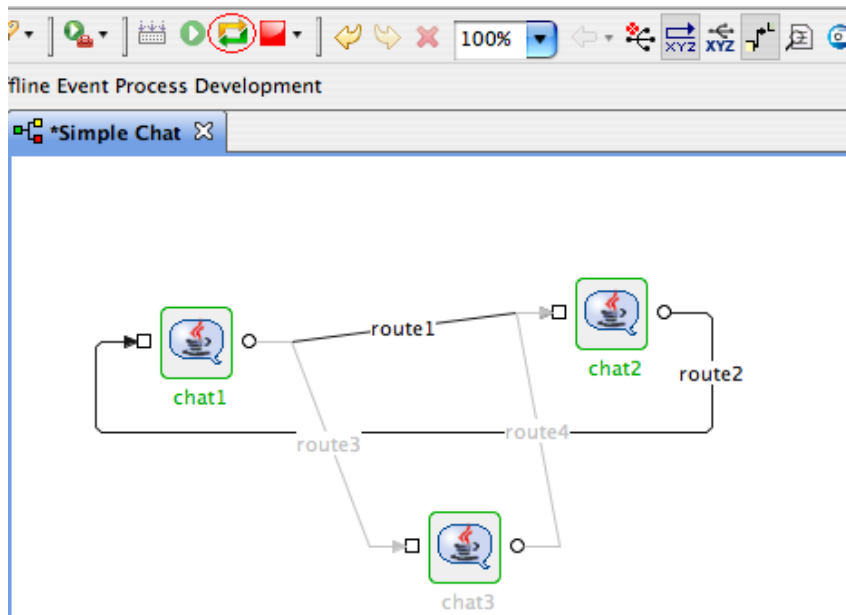 100%
XYZ
XYZ
ffline Event Process Development
*Simple Chat
route1
chat2
route2
chat1
route3
route4
chat3